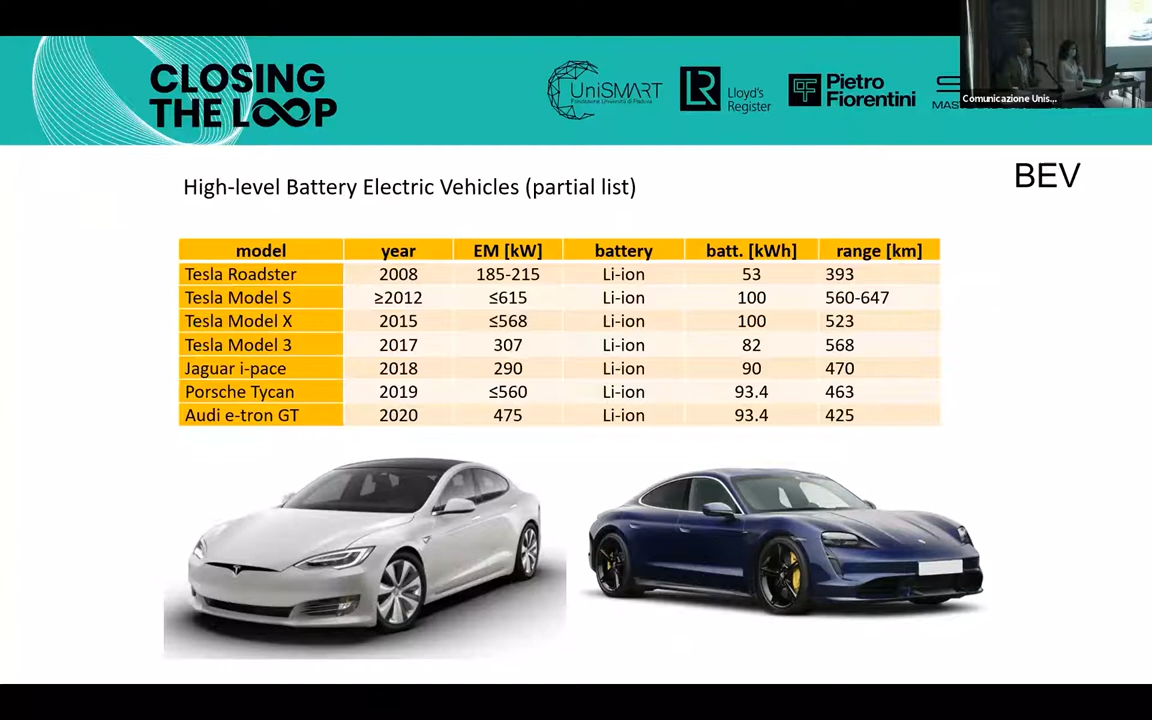 CLOSING
THE LOOP
UniSMART
Fondazione Università di Padova
LR
Lloyd's
Register
Pietro
Fiorentini
Comunicazione Unis...
High-level Battery Electric Vehicles (partial list)
BEV
model year EM [kW] battery batt. [kWh] range [km]
Tesla Roadster 2008 185-215 Li-ion 53 393
Tesla Model S ≥2012 ≤615 Li-ion 100 560-647
Tesla Model X 2015 ≤568 Li-ion 100 523
Tesla Model 3 2017 307 Li-ion 82 568
Jaguar i-pace 2018 290 Li-ion 90 470
Porsche Tycan 2019 ≤560 Li-ion 93.4 463
Audi e-tron GT 2020 475 Li-ion 93.4 425